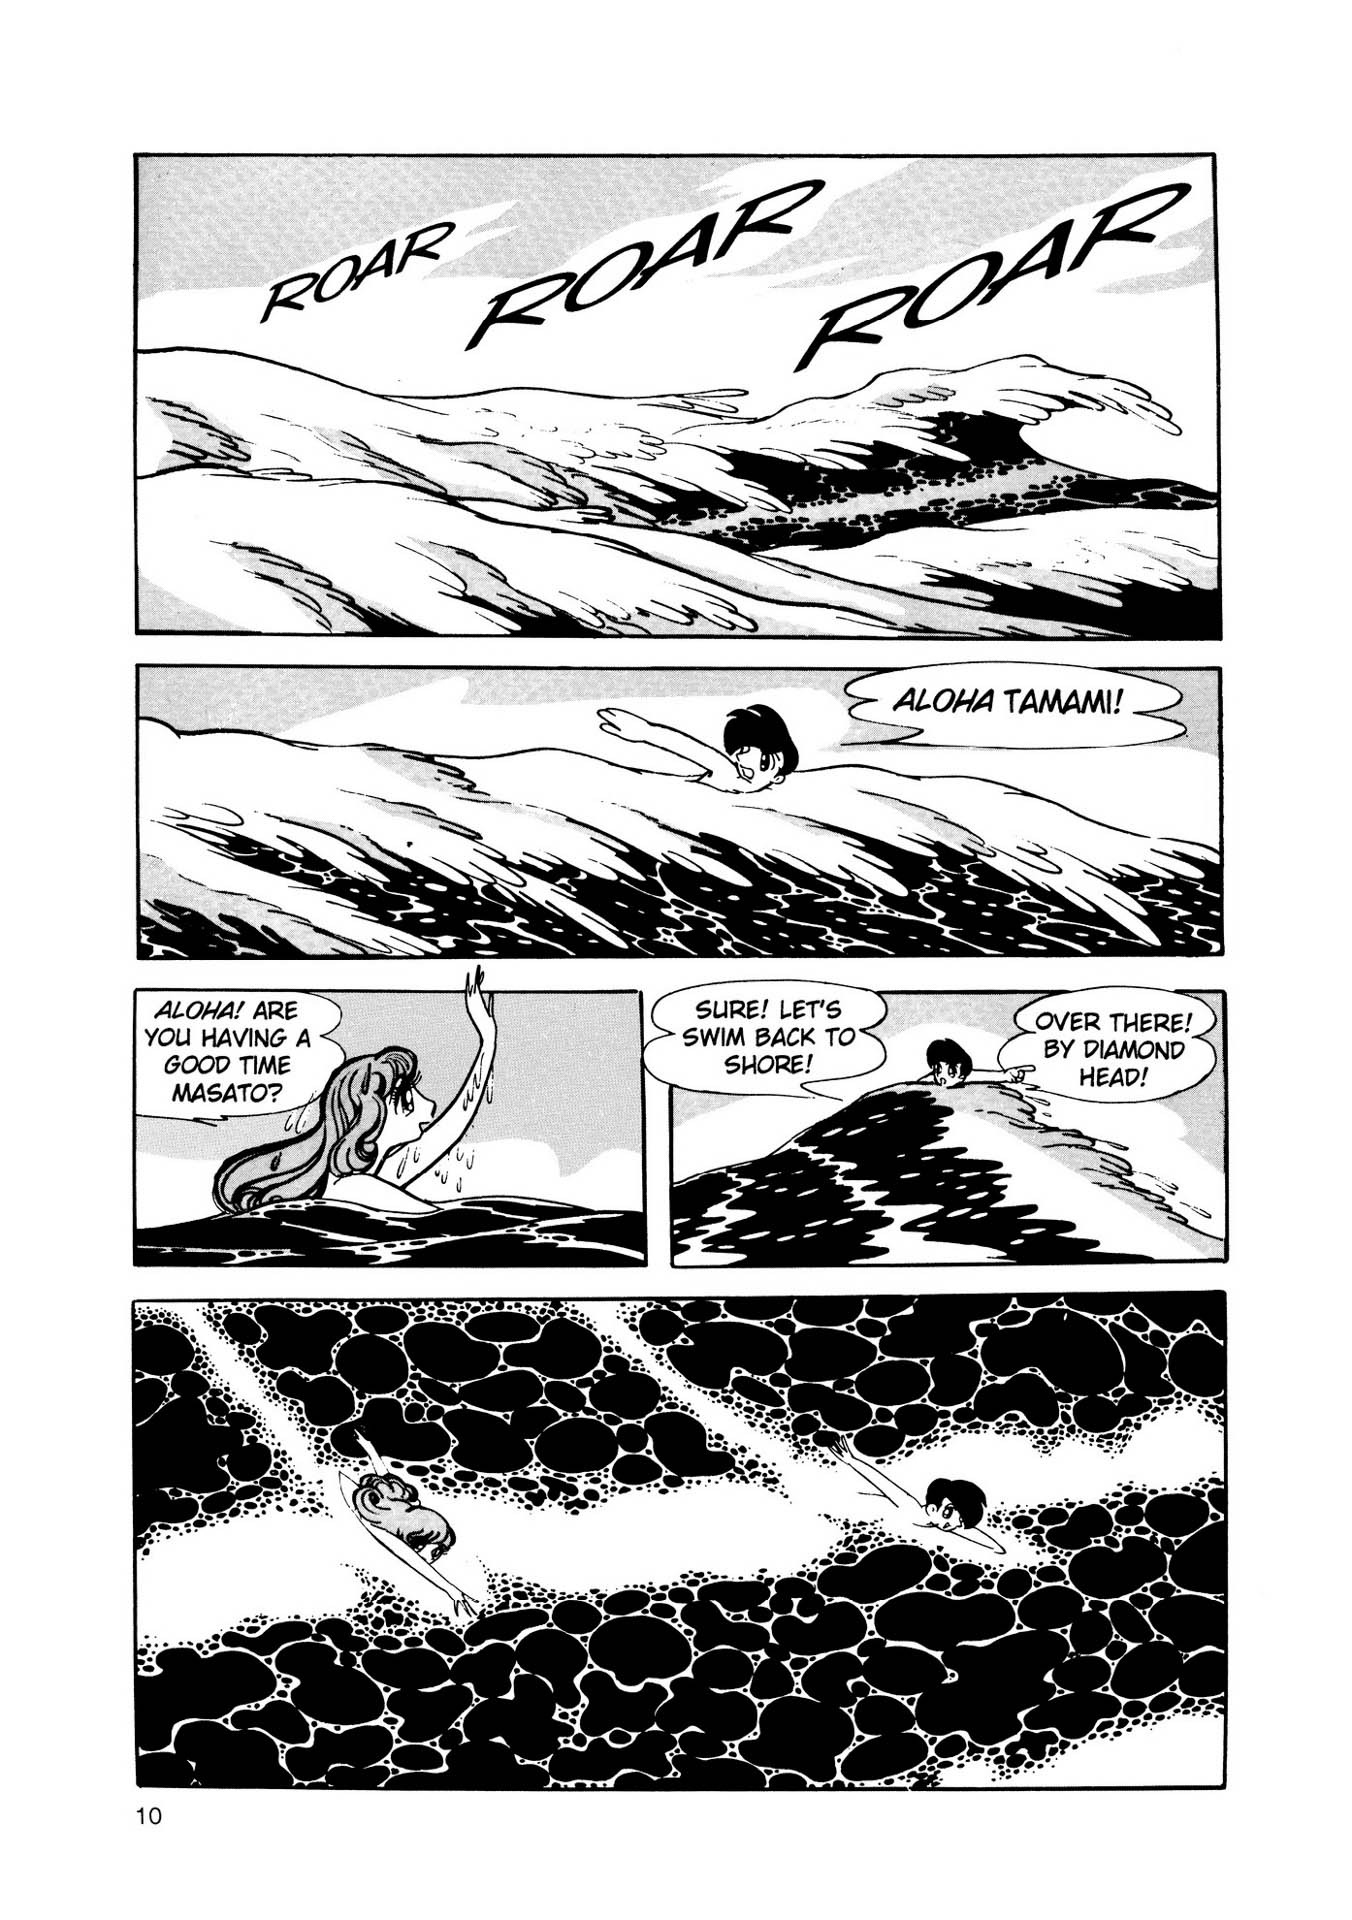 ROAR
ROAR
ROAR
ALOHA TAMAMI!
ALOHA! ARE
YOU HAVING A
GOOD TIME
MASATO?
SURE! LET'S
SWIM BACK TO
SHORE!
OVER THERE!
BY DIAMOND
HEAD!
10